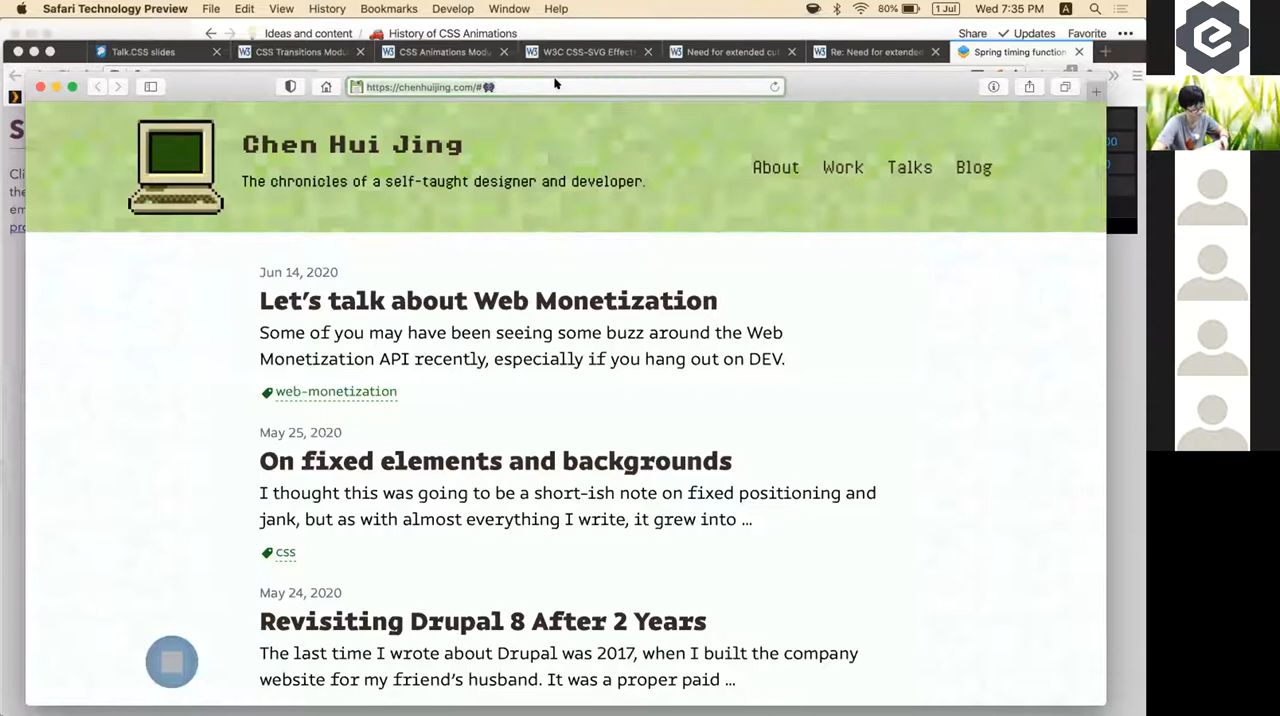 Safari Technology Preview File Edit View History Bookmarks Develop Window Help 80% 1 Jul Wed 7:35 PM A
Ideas and content / History of CSS Animations Share Updates Favorite
Talk.CSS slides CSS Transitions Modu CSS Animations Modu W3C CSS-SVG Effect Need for extended cu Re: Need for extended Spring timing function
https://chenhuijing.com/#
Chen Hui Jing
The chronicles of a self-taught designer and developer.
About Work Talks Blog
S
Cli
the
em
pro
Jun 14, 2020
Let's talk about Web Monetization
Some of you may have been seeing some buzz around the Web
Monetization API recently, especially if you hang out on DEV.
web-monetization
May 25, 2020
On fixed elements and backgrounds
I thought this was going to be a short-ish note on fixed positioning and
jank, but as with almost everything I write, it grew into ...
css
May 24, 2020
Revisiting Drupal 8 After 2 Years
The last time I wrote about Drupal was 2017, when I built the company
website for my friend's husband. It was a proper paid ...